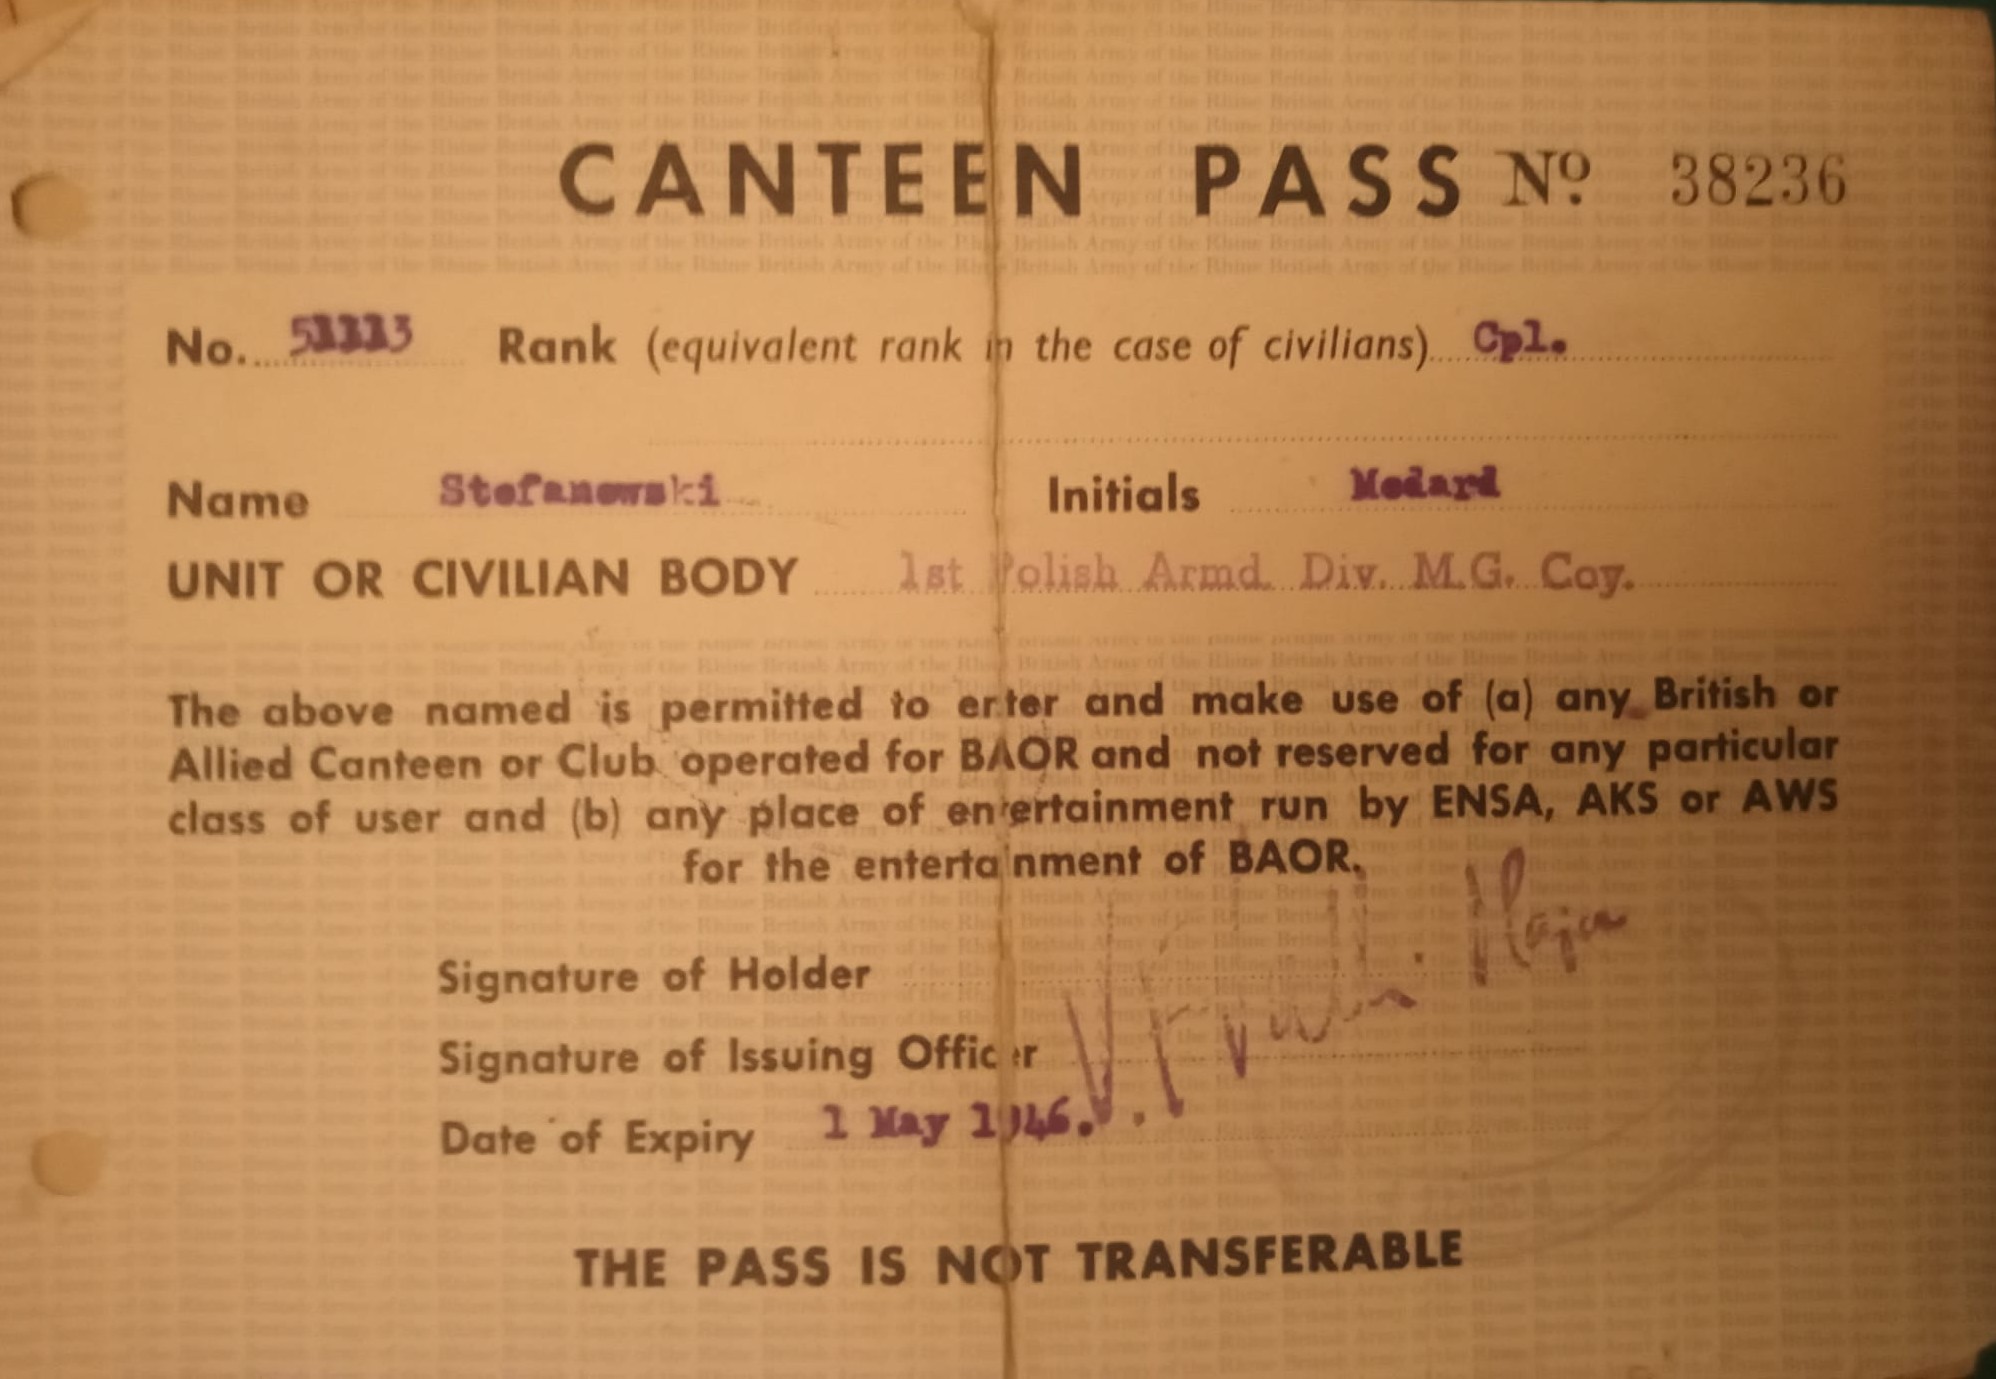 CANTEEN PASS Nº 38236
No. 51113 Rank (equivalent rank in the case of civilians) Cpl.
Name Stefanowski Initials Medard
UNIT OR CIVILIAN BODY 1st Polish Armd. Div. M.G. Coy.
The above named is permitted to enter and make use of (a) any British or
Allied Canteen or Club operated for BAOR and not reserved for any particular
class of user and (b) any place of entertainment run by ENSA, AKS or AWS
for the entertainment of BAOR.
Major
Signature of Holder
Signature of Issuing Officer
Date of Expiry 1 May 1946.
THE PASS IS NOT TRANSFERABLE